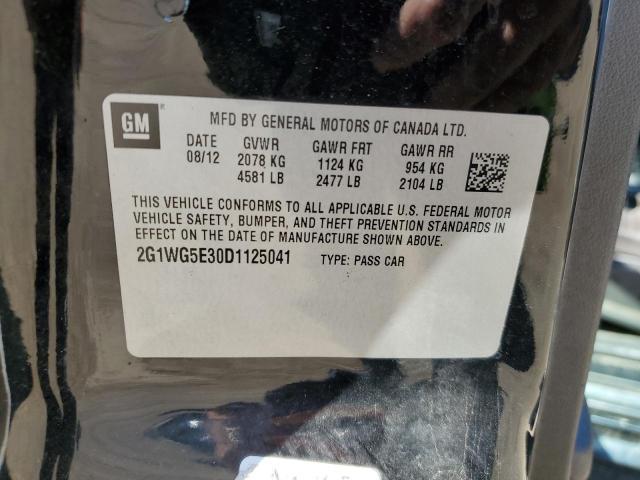 GM
MFD BY GENERAL MOTORS OF CANADA LTD.
DATE GVWR GAWR FRT GAWR RR
08/12 2078 KG 1124 KG 954 KG
4581 LB 2477 LB 2104 LB
THIS VEHICLE CONFORMS TO ALL APPLICABLE U.S. FEDERAL MOTOR
VEHICLE SAFETY, BUMPER, AND THEFT PREVENTION STANDARDS IN
EFFECT ON THE DATE OF MANUFACTURE SHOWN ABOVE.
2G1WG5E30D1125041 TYPE: PASS CAR